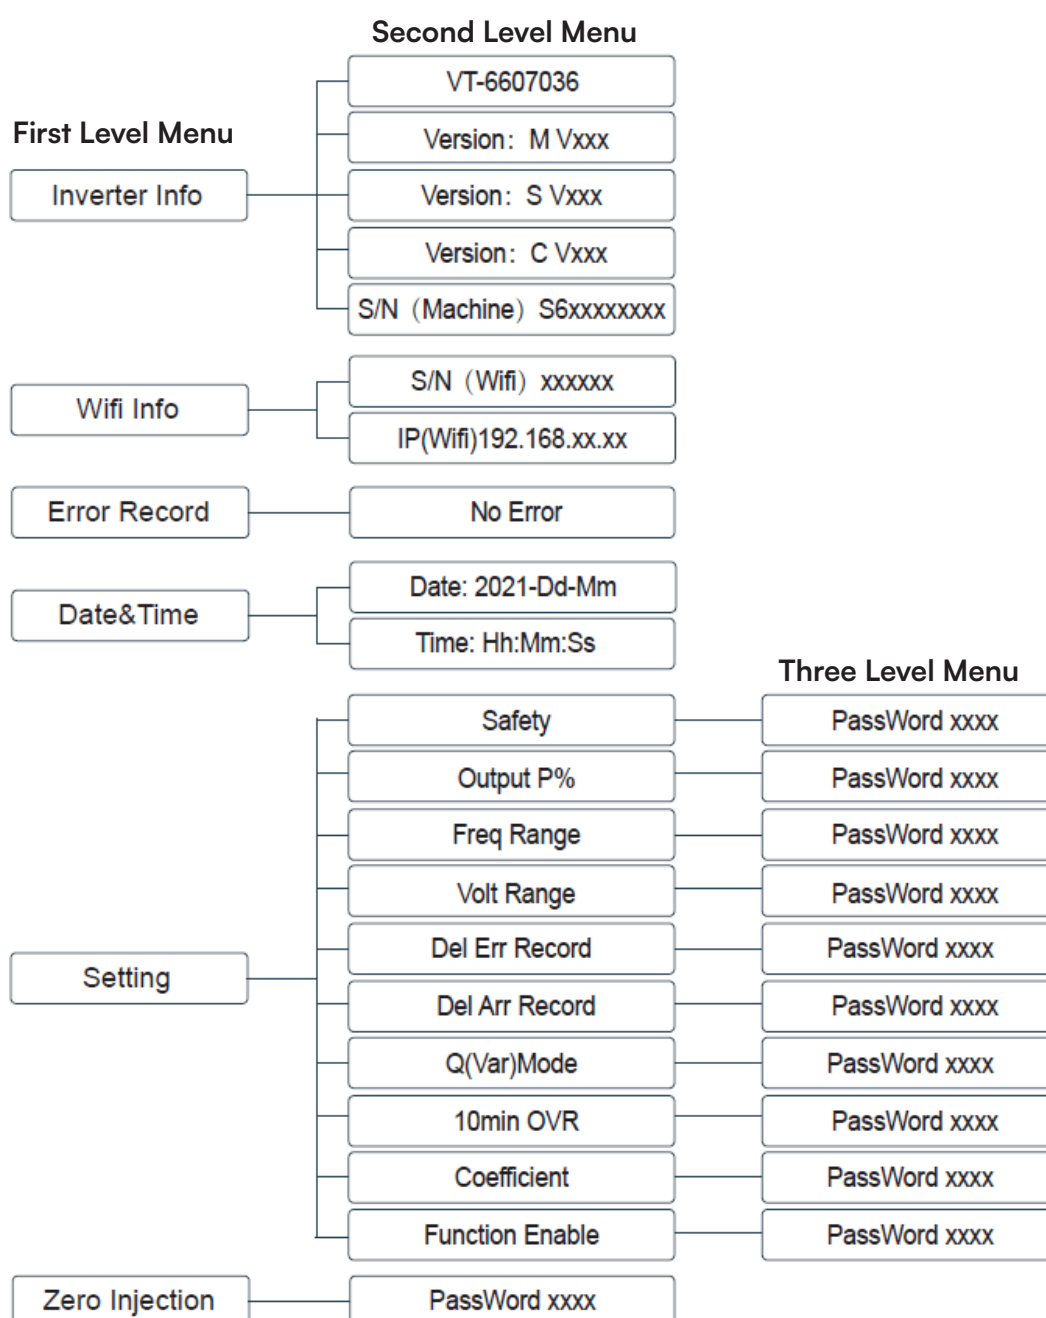 Second Level Menu
VT-6607036
First Level Menu
Version: M Vxxx
Inverter Info
Version: S Vxxx
Version: C Vxxx
S/N（Machine）S6xxxxxxxx
Wifi Info
S/N（Wifi）xxxxxx
IP(Wifi)192.168.xx.xx
Error Record
No Error
Date&Time
Date: 2021-Dd-Mm
Time: Hh:Mm:Ss
Three Level Menu
Safety
PassWord xxxx
Output P%
PassWord xxxx
Freq Range
PassWord xxxx
Volt Range
PassWord xxxx
Del Err Record
PassWord xxxx
Setting
Del Arr Record
PassWord xxxx
Q(Var)Mode
PassWord xxxx
10min OVR
PassWord xxxx
Coefficient
PassWord xxxx
Function Enable
PassWord xxxx
Zero Injection
PassWord xxxx